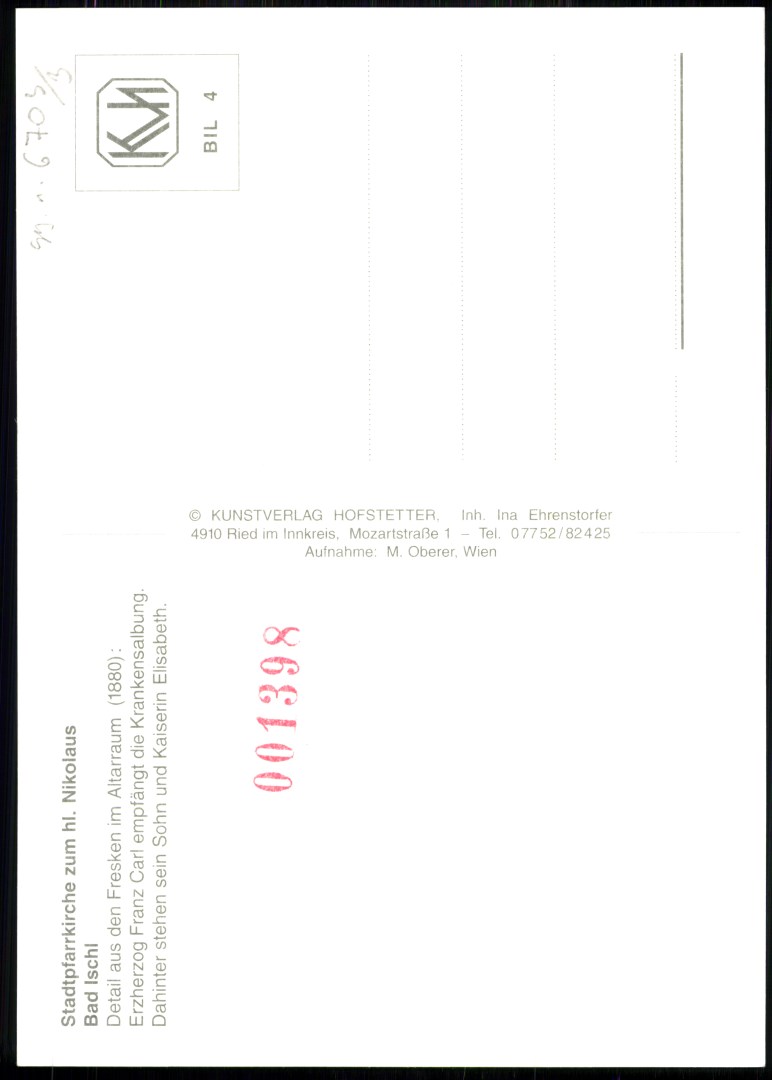 Stadtpfarrkirche zum hl. Nikolaus
Bad Ischl
Detail aus den Fresken im Altarraum (1880):
Erzherzog Franz Carl empfängt die Krankensalbung.
Dahinter stehen sein Sohn und Kaiserin Elisabeth.
001398
© KUNSTVERLAG HOFSTETTER, Inh. Ina Ehrenstorfer
4910 Ried im Innkreis, Mozartstraße 1 – Tel. 07752/82425
Aufnahme: M. Oberer, Wien
KH
BIL 4
6703/3